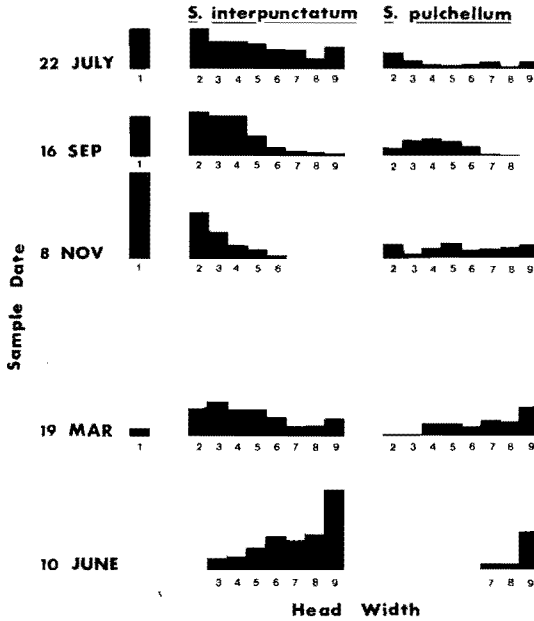 S. interpunctatum S. pulchellum
22 JULY
1 2 3 4 5 6 7 8 9 2 3 4 5 6 7 8 9
16 SEP
1 2 3 4 5 6 7 8 9 2 3 4 5 6 7 8
8 NOV
1 2 3 4 5 6 2 3 4 5 6 7 8 9
19 MAR
1 2 3 4 5 6 7 8 9 2 3 4 5 6 7 8 9
10 JUNE
3 4 5 6 7 8 9 7 8 9
Sample Date
Head Width